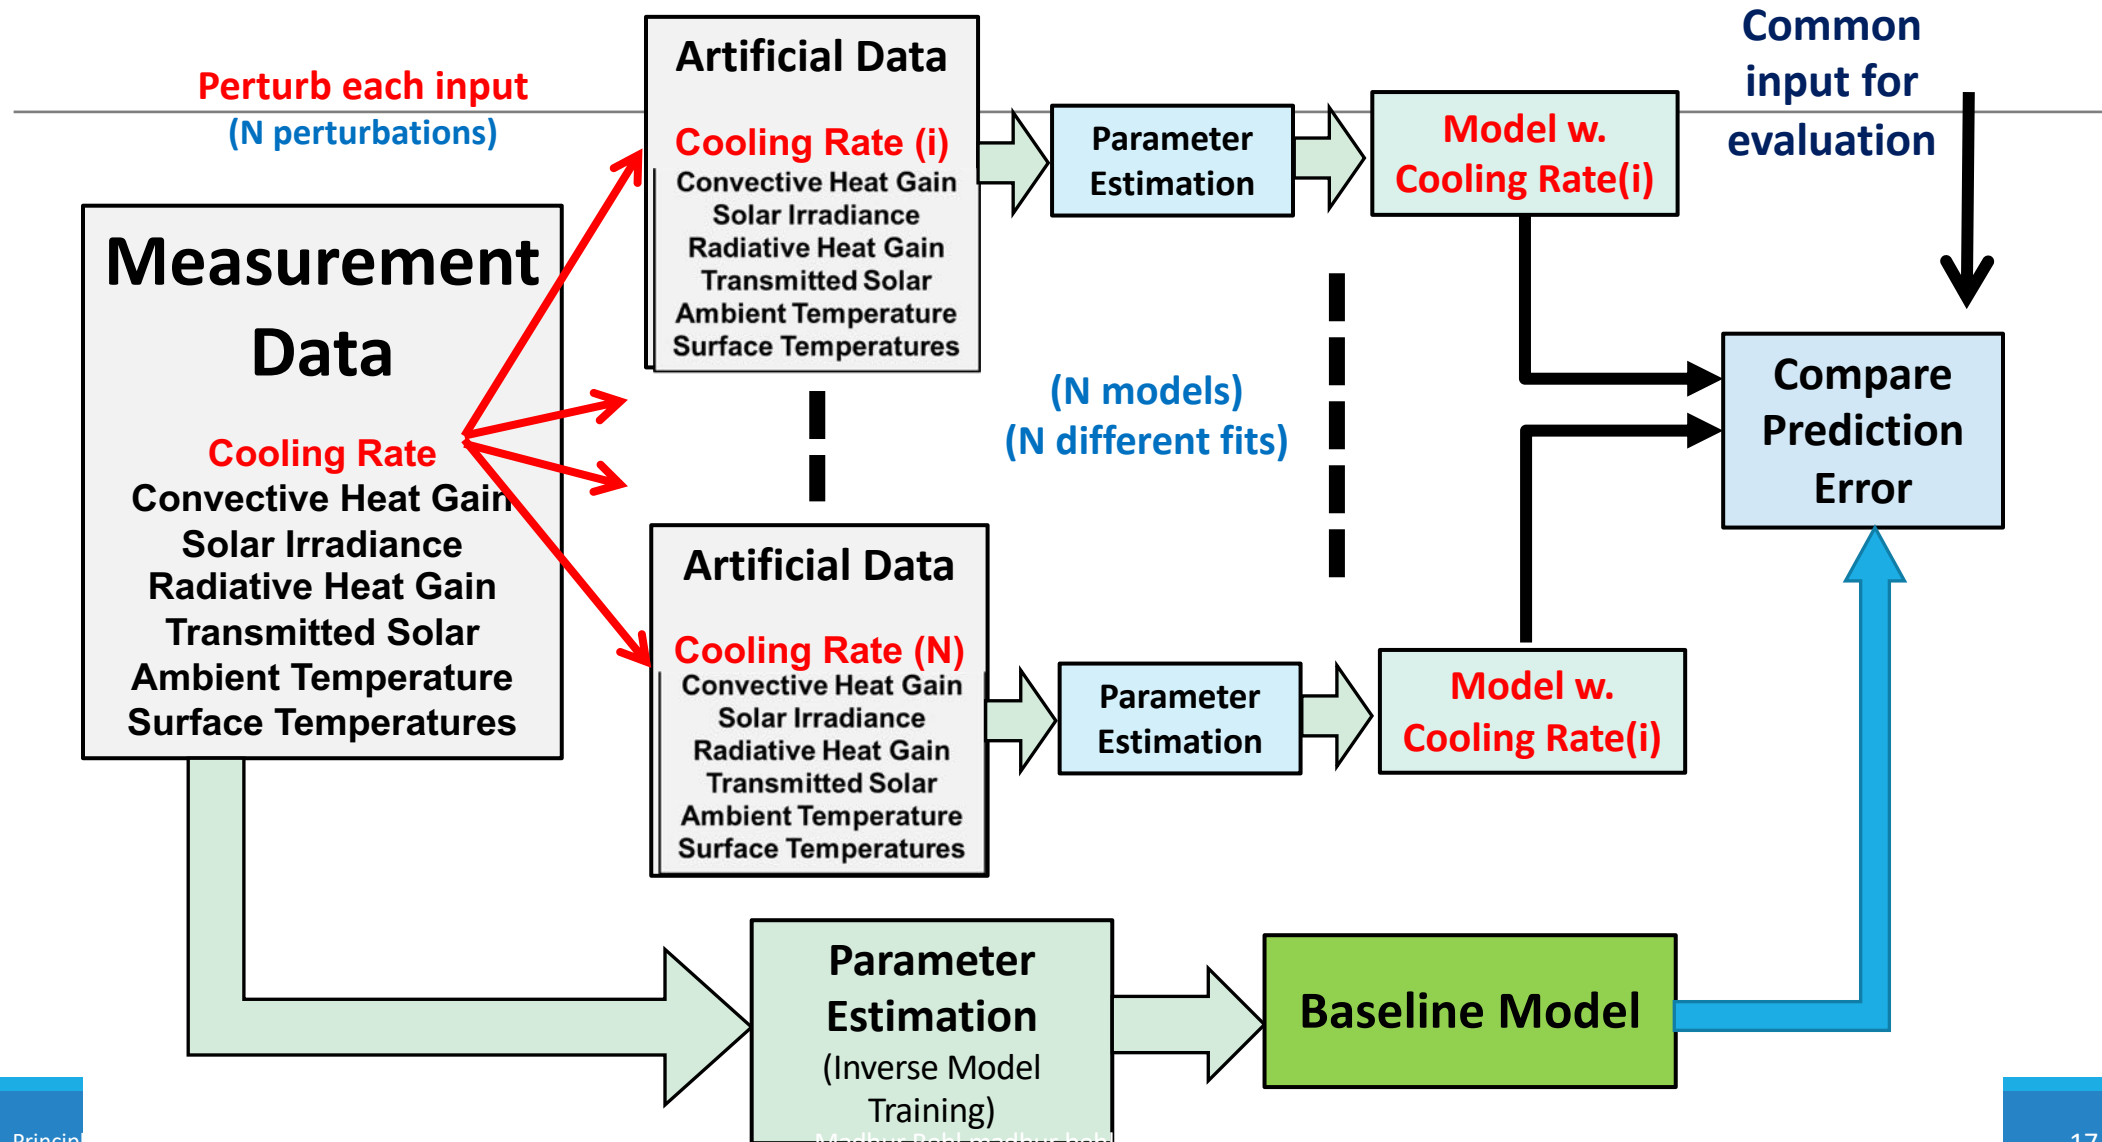 Perturb each input
(N perturbations)
Measurement
Data
Cooling Rate
Convective Heat Gain
Solar Irradiance
Radiative Heat Gain
Transmitted Solar
Ambient Temperature
Surface Temperatures
Artificial Data
Cooling Rate (i)
Convective Heat Gain
Solar Irradiance
Radiative Heat Gain
Transmitted Solar
Ambient Temperature
Surface Temperatures
Parameter
Estimation
Model w.
Cooling Rate(i)
Common
input for
evaluation
(N models)
(N different fits)
Compare
Prediction
Error
Artificial Data
Cooling Rate (N)
Convective Heat Gain
Solar Irradiance
Radiative Heat Gain
Transmitted Solar
Ambient Temperature
Surface Temperatures
Parameter
Estimation
Model w.
Cooling Rate(i)
Parameter
Estimation
(Inverse Model
Training)
Baseline Model
17